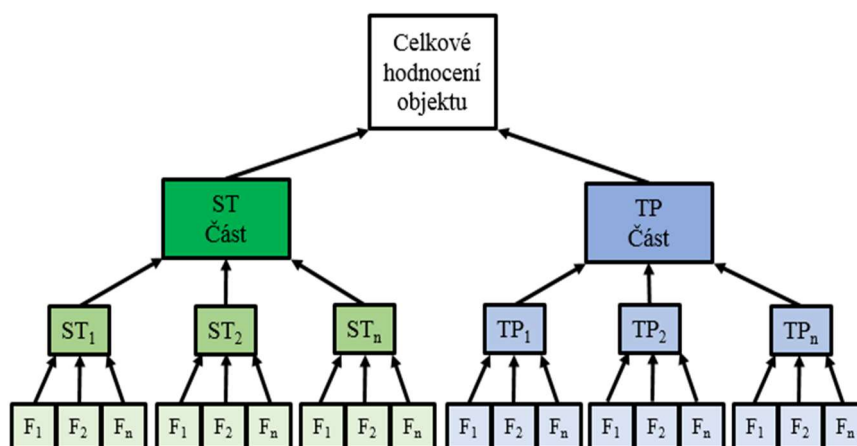 Celkové
hodnocení
objektu
ST
Část
TP
Část
ST₁
ST₂
STₙ
TP₁
TP₂
TPₙ
F₁ F₂ Fₙ F₁ F₂ Fₙ F₁ F₂ Fₙ F₁ F₂ Fₙ F₁ F₂ Fₙ F₁ F₂ Fₙ